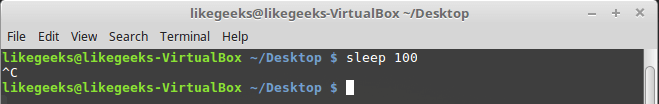 likegeeks@likegeeks-VirtualBox ~/Desktop
File Edit View Search Terminal Help
likegeeks@likegeeks-VirtualBox ~/Desktop $ sleep 100
^C
likegeeks@likegeeks-VirtualBox ~/Desktop $